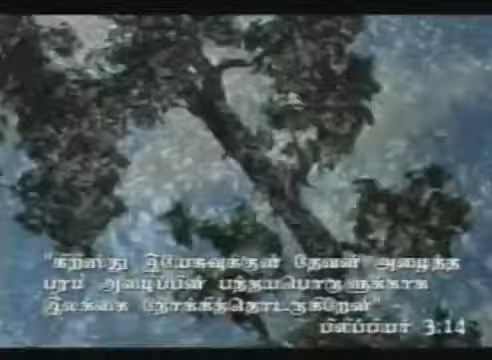 "கிறிஸ்து இயேசுவுக்குள் தேவன் அழைத்த
பரம அழைப்பின் பந்தயப்பொருளுக்காக
இலக்கை நோக்கித்தொடருகிறேன்"
பிலிப்பியர் 3:14